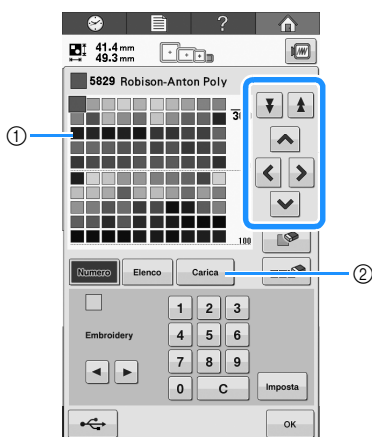 ?
41.4 mm
49.3 mm
5829 Robison-Anton Poly
①
100
Numero Elenco Carica
②
1 2 3
Embroidery 4 5 6
7 8 9
0 C Imposta
OK